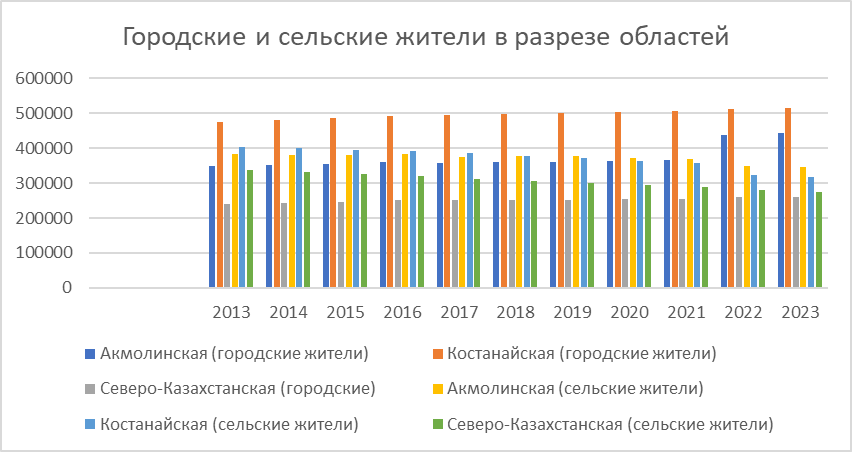 Городские и сельские жители в разрезе областей
600000
500000
400000
300000
200000
100000
0
2013 2014 2015 2016 2017 2018 2019 2020 2021 2022 2023
Акмолинская (городские жители) Костанайская (городские жители)
Северо-Казахстанская (городские) Акмолинская (сельские жители)
Костанайская (сельские жители) Северо-Казахстанская (сельские жители)